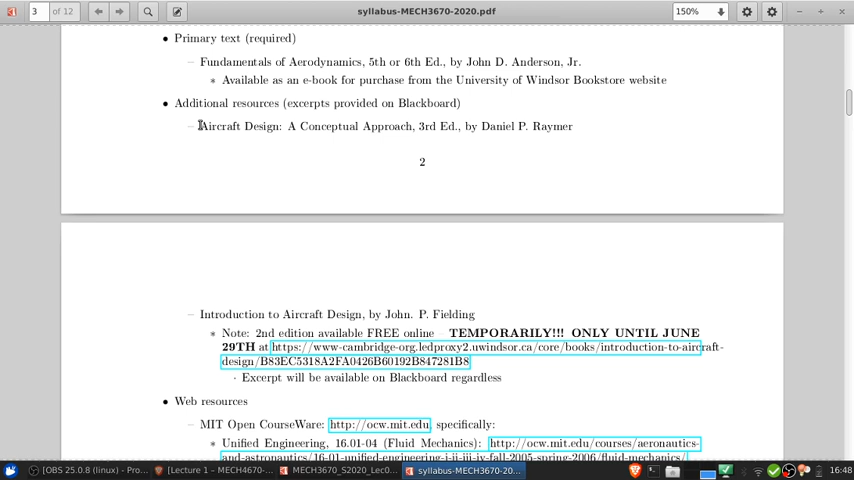 syllabus-MECH3670-2020.pdf
3 of 12
150%
• Primary text (required)
– Fundamentals of Aerodynamics, 5th or 6th Ed., by John D. Anderson, Jr.
* Available as an e-book for purchase from the University of Windsor Bookstore website
• Additional resources (excerpts provided on Blackboard)
– Aircraft Design: A Conceptual Approach, 3rd Ed., by Daniel P. Raymer
2
– Introduction to Aircraft Design, by John. P. Fielding
* Note: 2nd edition available FREE online – TEMPORARILY!!! ONLY UNTIL JUNE
29TH at https://www-cambridge-org.ledproxy2.uwindsor.ca/core/books/introduction-to-aircraft-
design/B83EC5318A2FA0426B60192B847281B8
· Excerpt will be available on Blackboard regardless
• Web resources
– MIT Open CourseWare: http://ocw.mit.edu, specifically:
* Unified Engineering, 16.01-04 (Fluid Mechanics): http://ocw.mit.edu/courses/aeronautics-
and-astronautics/16-01-unified-engineering-i-ii-iii-iv-fall-2005-spring-2006/fluid-mechanics/
[OBS 25.0.8 (linux) - Pro... [Lecture 1 – MECH4670-... MECH3670_S2020_Lec0... syllabus-MECH3670-20... 16:48